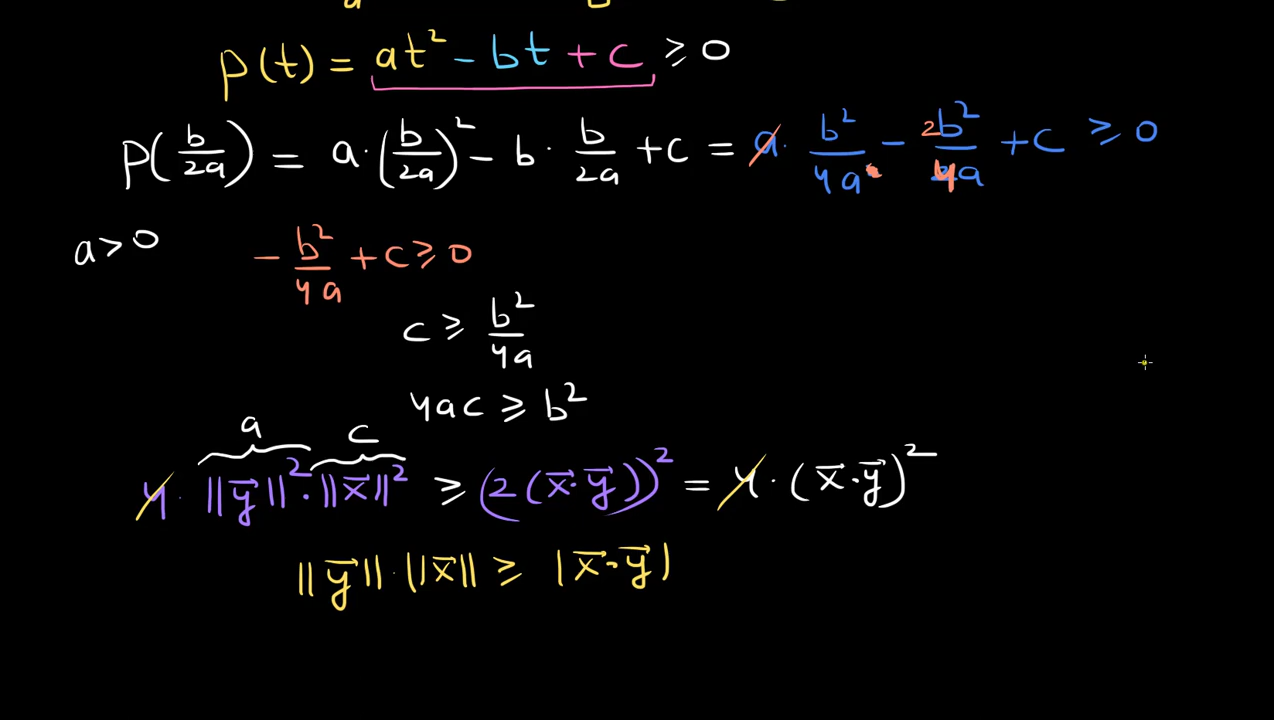 p(t) = at² - bt + c ≥ 0
p(b/2a) = a·(b/2a)² - b · b/2a + c = a · b²/4a - 2b²/4a + c ≥ 0
a > 0
- b²/4a + c ≥ 0
c ≥ b²/4a
4ac ≥ b²
a c
4 · ||y⃗||² · ||x⃗||² ≥ (2(x⃗·y⃗))² = 4 · (x⃗·y⃗)²
||y⃗|| · ||x⃗|| ≥ |x⃗·y⃗|